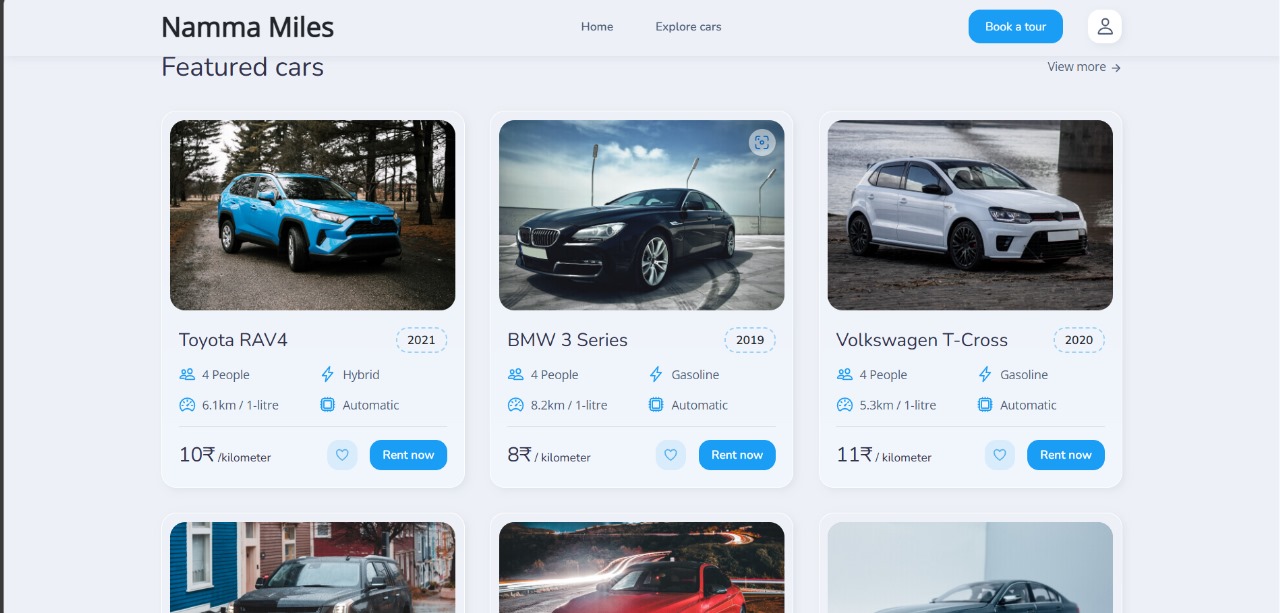 Namma Miles
Home
Explore cars
Book a tour
Featured cars
View more →
Toyota RAV4
2021
4 People
Hybrid
6.1km / 1-litre
Automatic
10₹ /kilometer
Rent now
BMW 3 Series
2019
4 People
Gasoline
8.2km / 1-litre
Automatic
8₹ / kilometer
Rent now
Volkswagen T-Cross
2020
4 People
Gasoline
5.3km / 1-litre
Automatic
11₹ / kilometer
Rent now